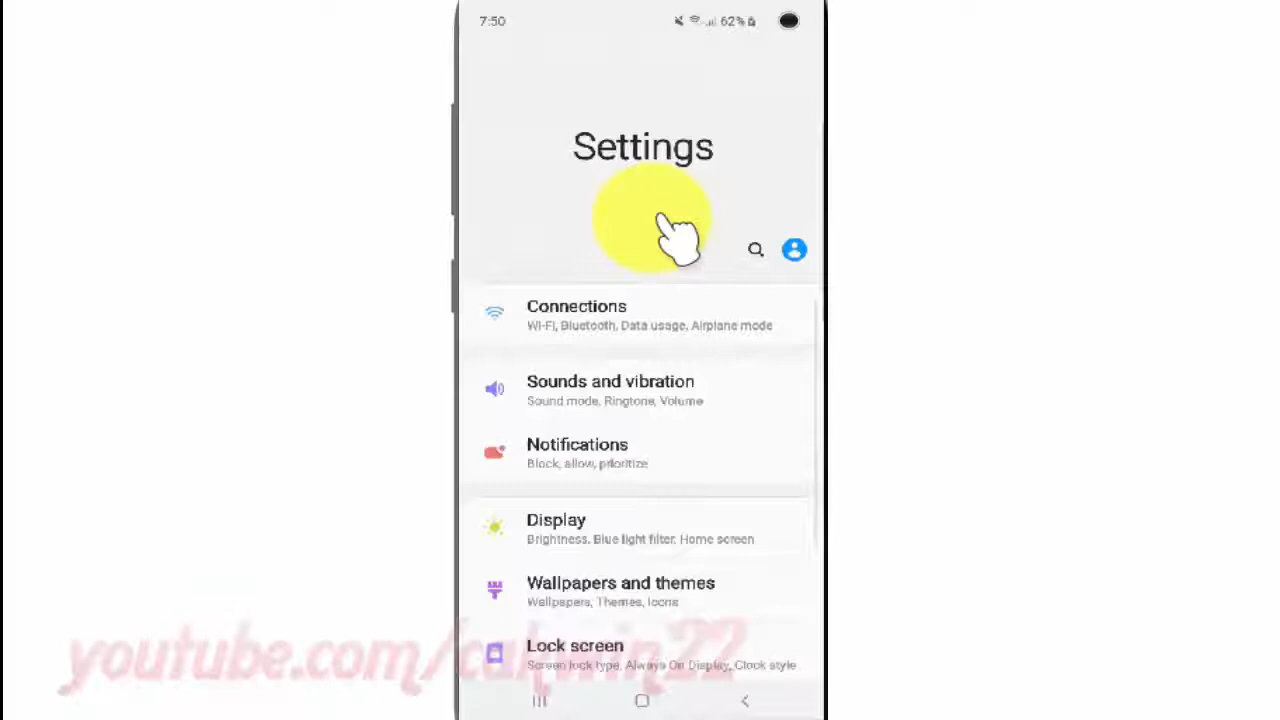 7:50
62%
Settings
Connections
Wi-Fi, Bluetooth, Data usage, Airplane mode
Sounds and vibration
Sound mode, Ringtone, Volume
Notifications
Block, allow, prioritize
Display
Brightness, Blue light filter, Home screen
Wallpapers and themes
Wallpapers, Themes, Icons
Lock screen
Screen lock type, Always On Display, Clock style